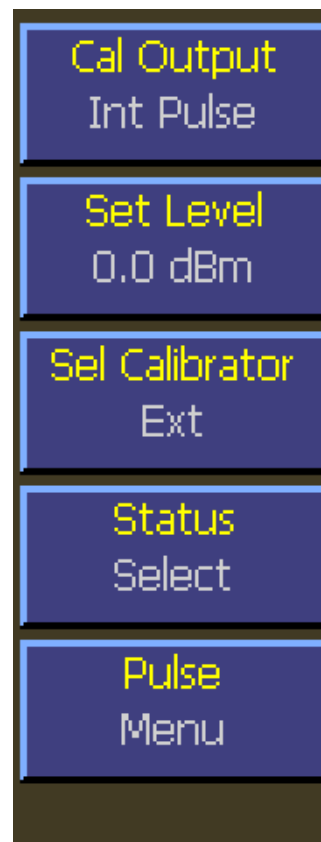 Cal Output
Int Pulse
Set Level
0.0 dBm
Sel Calibrator
Ext
Status
Select
Pulse
Menu